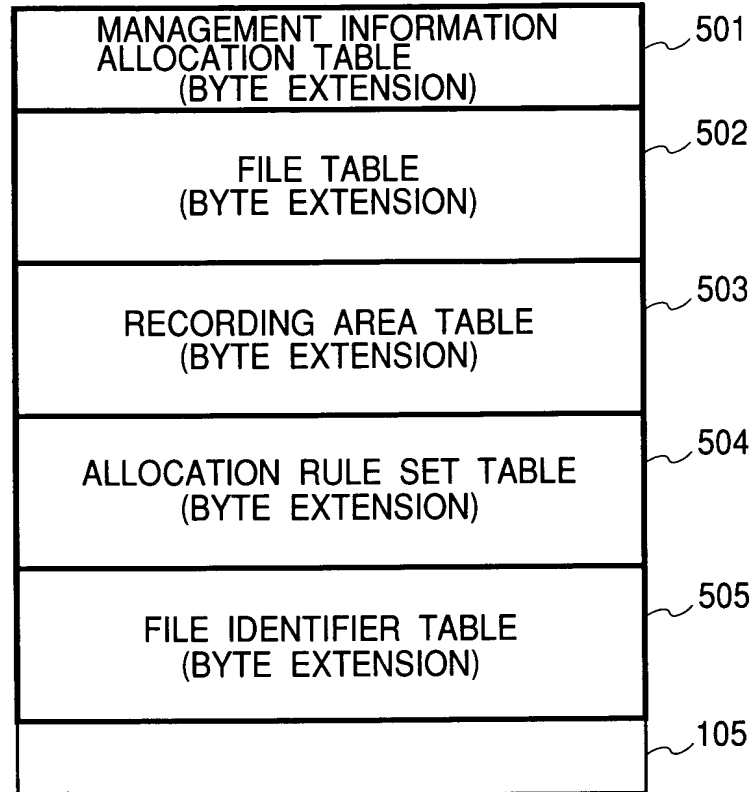 MANAGEMENT INFORMATION
ALLOCATION TABLE
(BYTE EXTENSION)
501
FILE TABLE
(BYTE EXTENSION)
502
RECORDING AREA TABLE
(BYTE EXTENSION)
503
ALLOCATION RULE SET TABLE
(BYTE EXTENSION)
504
FILE IDENTIFIER TABLE
(BYTE EXTENSION)
505
105